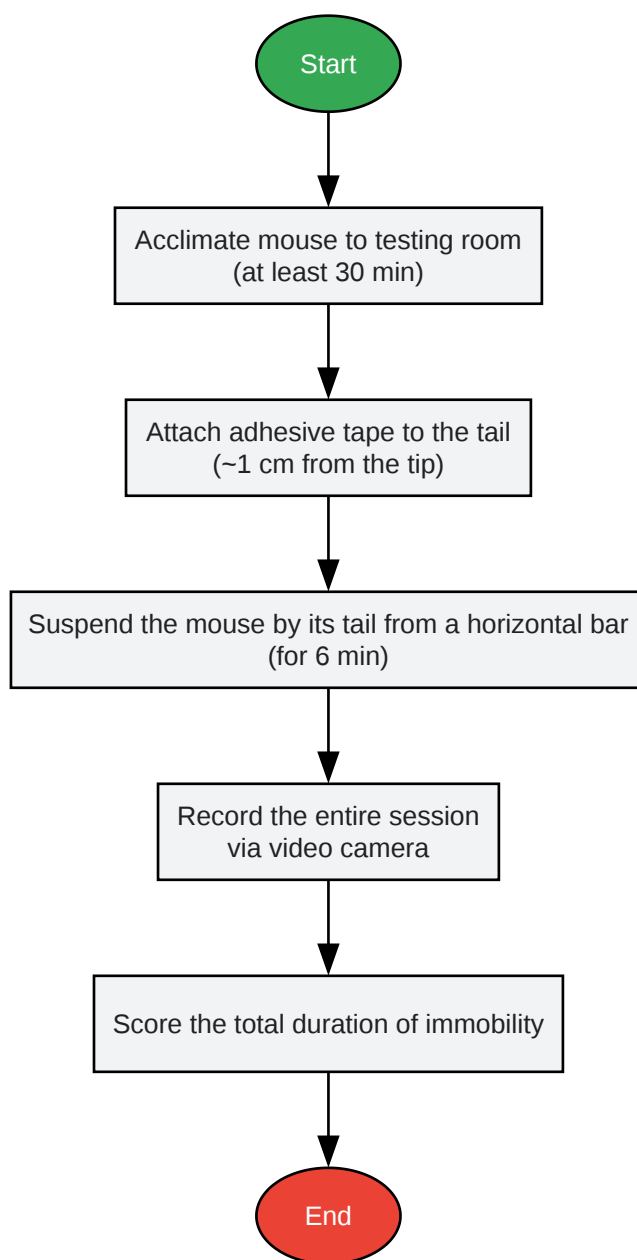 Start
Acclimate mouse to testing room
(at least 30 min)
Attach adhesive tape to the tail
(~1 cm from the tip)
Suspend the mouse by its tail from a horizontal bar
(for 6 min)
Record the entire session
via video camera
Score the total duration of immobility
End